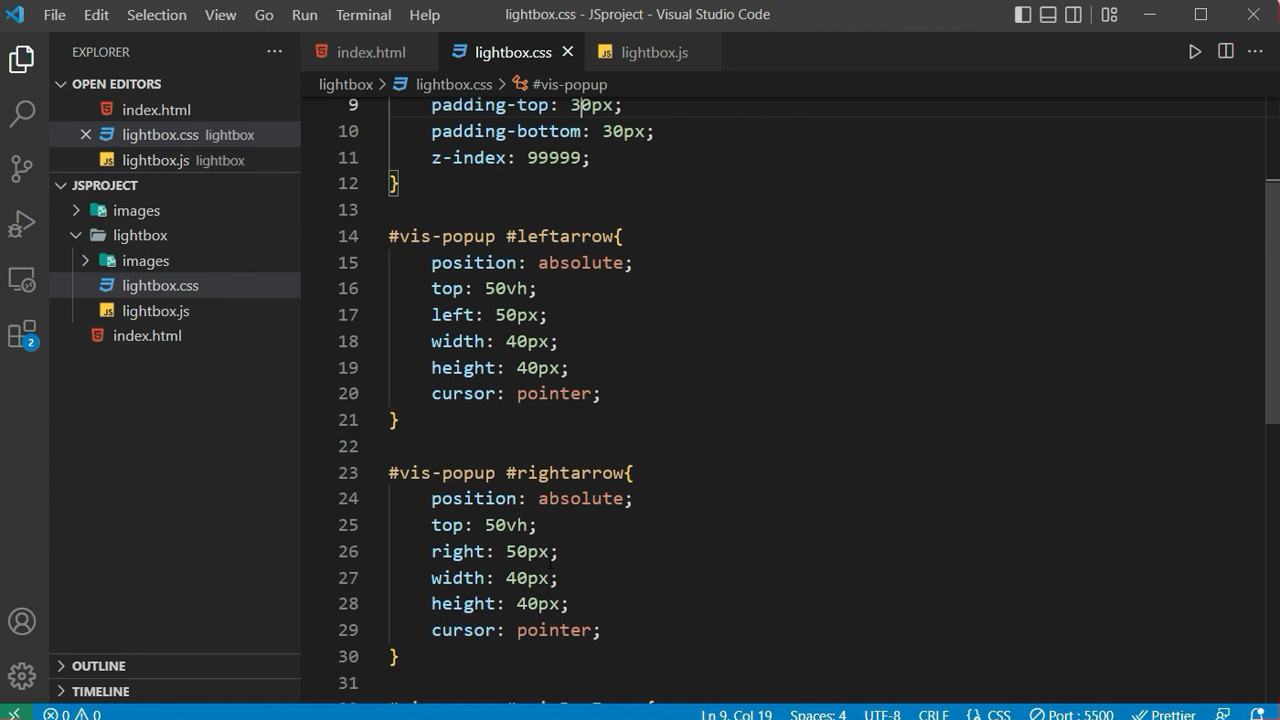 File Edit Selection View Go Run Terminal Help lightbox.css - JSproject - Visual Studio Code
EXPLORER
OPEN EDITORS
index.html
lightbox.css lightbox
JS lightbox.js lightbox
JSPROJECT
images
lightbox
images
lightbox.css
JS lightbox.js
index.html
OUTLINE
TIMELINE
2
index.html lightbox.css JS lightbox.js
lightbox > lightbox.css > #vis-popup
9 padding-top: 30px;
10 padding-bottom: 30px;
11 z-index: 99999;
12 }
13
14 #vis-popup #leftarrow{
15 position: absolute;
16 top: 50vh;
17 left: 50px;
18 width: 40px;
19 height: 40px;
20 cursor: pointer;
21 }
22
23 #vis-popup #rightarrow{
24 position: absolute;
25 top: 50vh;
26 right: 50px;
27 width: 40px;
28 height: 40px;
29 cursor: pointer;
30 }
31
0 0 Ln 9, Col 19 Spaces: 4 UTF-8 CRLF {} CSS Port : 5500 Prettier